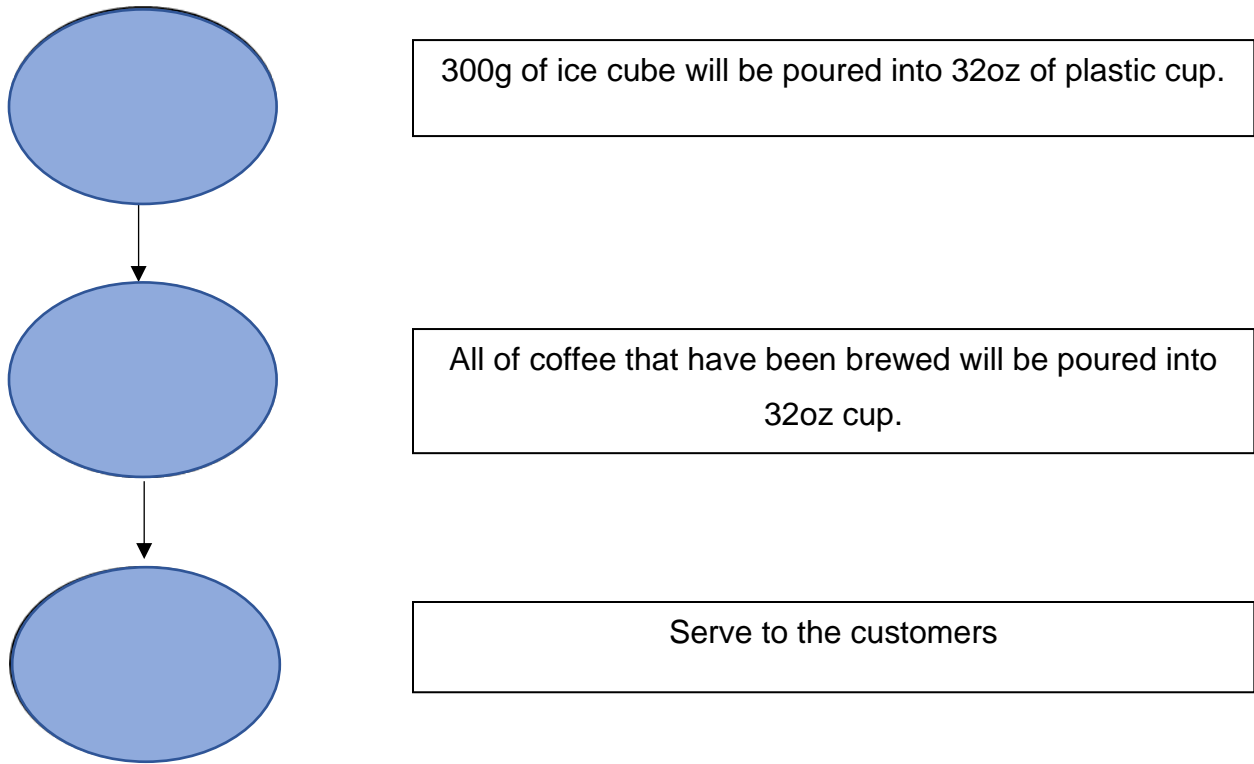 300g of ice cube will be poured into 32oz of plastic cup.
All of coffee that have been brewed will be poured into
32oz cup.
Serve to the customers